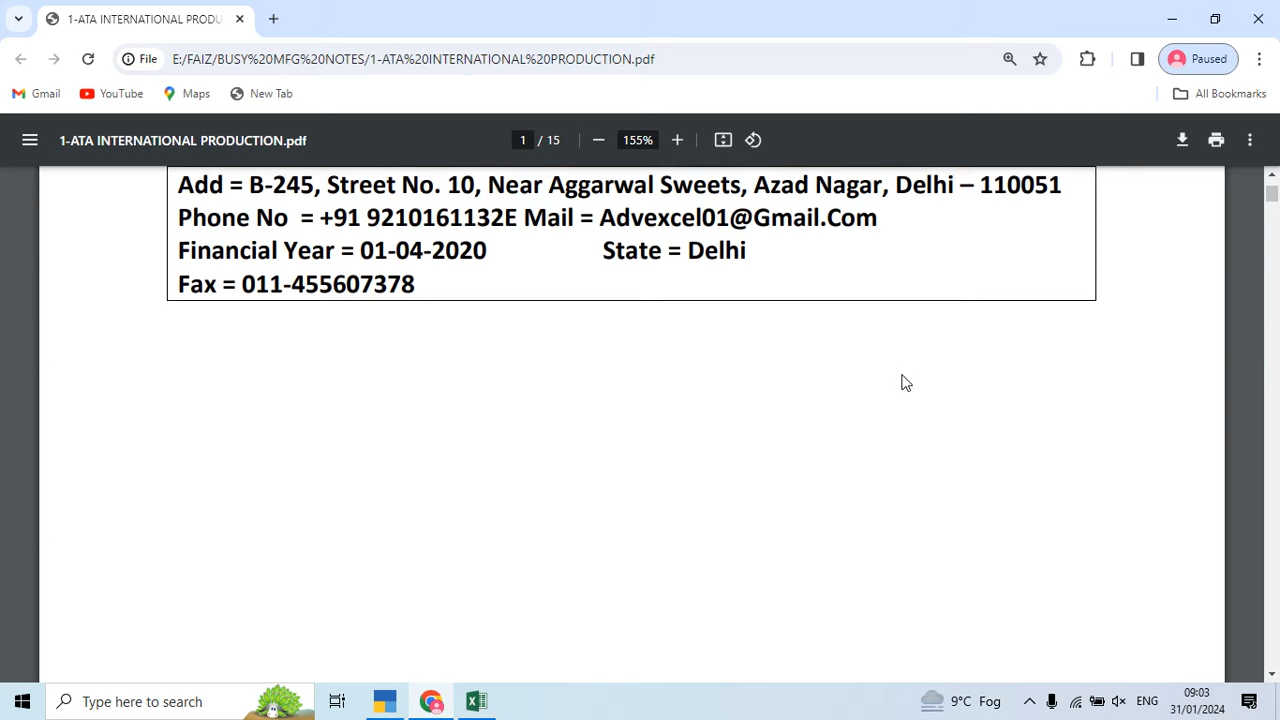 1-ATA INTERNATIONAL PRODU
File
E:/FAIZ/BUSY%20MFG%20NOTES/1-ATA%20INTERNATIONAL%20PRODUCTION.pdf
Paused
Gmail
YouTube
Maps
New Tab
All Bookmarks
1-ATA INTERNATIONAL PRODUCTION.pdf
1 / 15
155%
Add = B-245, Street No. 10, Near Aggarwal Sweets, Azad Nagar, Delhi – 110051
Phone No = +91 9210161132E Mail = Advexcel01@Gmail.Com
Financial Year = 01-04-2020 State = Delhi
Fax = 011-455607378
Type here to search
9°C Fog
ENG
09:03
31/01/2024